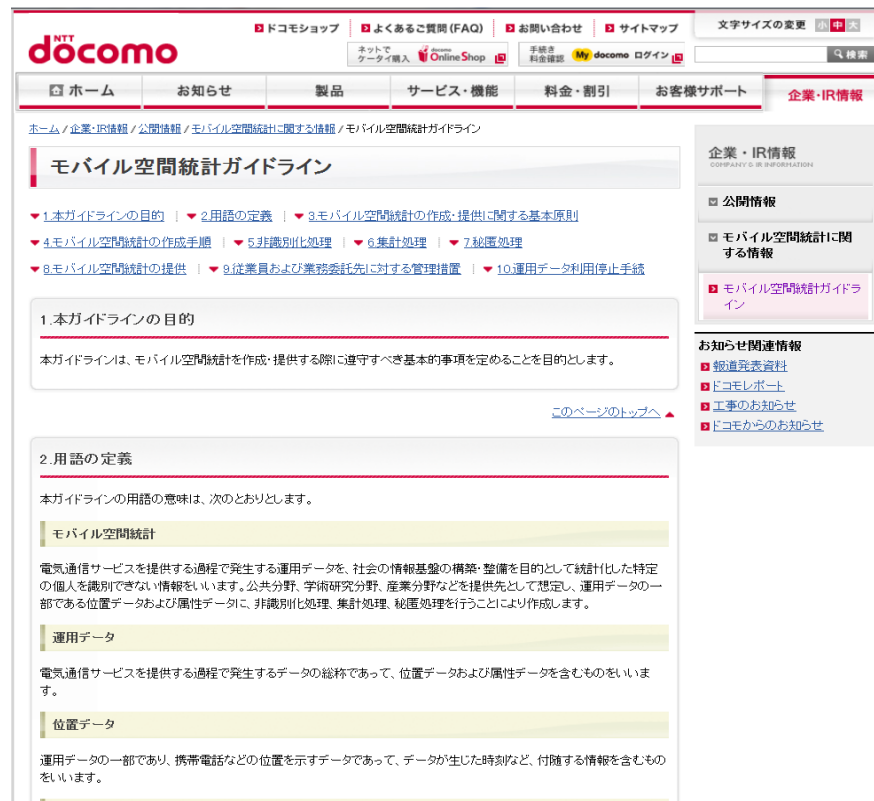 NTT
docomo
ドコモショップ
よくあるご質問(FAQ)
お問い合わせ
サイトマップ
文字サイズの変更 小 中 大
ネットで
ケータイ購入
docomo
Online Shop
手続き
料金確認
My docomo ログイン
検索
ホーム
お知らせ
製品
サービス・機能
料金・割引
お客様サポート
企業・IR情報
ホーム / 企業・IR情報 / 公開情報 / モバイル空間統計に関する情報 / モバイル空間統計ガイドライン
モバイル空間統計ガイドライン
1.本ガイドラインの目的 | 2.用語の定義 | 3.モバイル空間統計の作成・提供に関する基本原則
4.モバイル空間統計の作成手順 | 5.非識別化処理 | 6.集計処理 | 7.秘匿処理
8.モバイル空間統計の提供 | 9.従業員および業務委託先に対する管理措置 | 10.運用データ利用停止手続
1.本ガイドラインの目的
本ガイドラインは、モバイル空間統計を作成・提供する際に遵守すべき基本的事項を定めることを目的とします。
このページのトップへ
2.用語の定義
本ガイドラインの用語の意味は、次のとおりとします。
モバイル空間統計
電気通信サービスを提供する過程で発生する運用データを、社会の情報基盤の構築・整備を目的として統計化した特定
の個人を識別できない情報をいいます。公共分野、学術研究分野、産業分野などを提供先として想定し、運用データの一
部である位置データおよび属性データに、非識別化処理、集計処理、秘匿処理を行うことにより作成します。
運用データ
電気通信サービスを提供する過程で発生するデータの総称であって、位置データおよび属性データを含むものをいいま
す。
位置データ
運用データの一部であり、携帯電話などの位置を示すデータであって、データが生じた時刻など、付随する情報を含むもの
をいいます。
企業・IR情報
COMPANY & IR INFORMATION
公開情報
モバイル空間統計に関
する情報
モバイル空間統計ガイドラ
イン
お知らせ関連情報
報道発表資料
ドコモレポート
工事のお知らせ
ドコモからのお知らせ